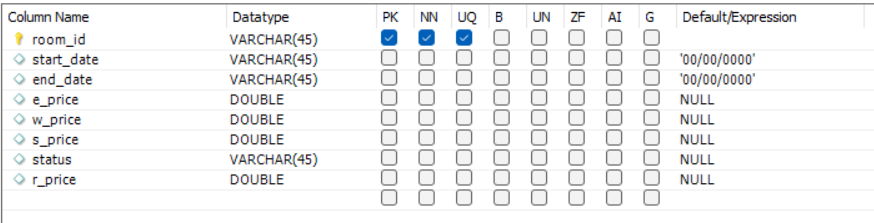 Column Name Datatype PK NN UQ B UN ZF AI G Default/Expression
room_id VARCHAR(45)
start_date VARCHAR(45) '00/00/0000'
end_date VARCHAR(45) '00/00/0000'
e_price DOUBLE NULL
w_price DOUBLE NULL
s_price DOUBLE NULL
status VARCHAR(45) NULL
r_price DOUBLE NULL